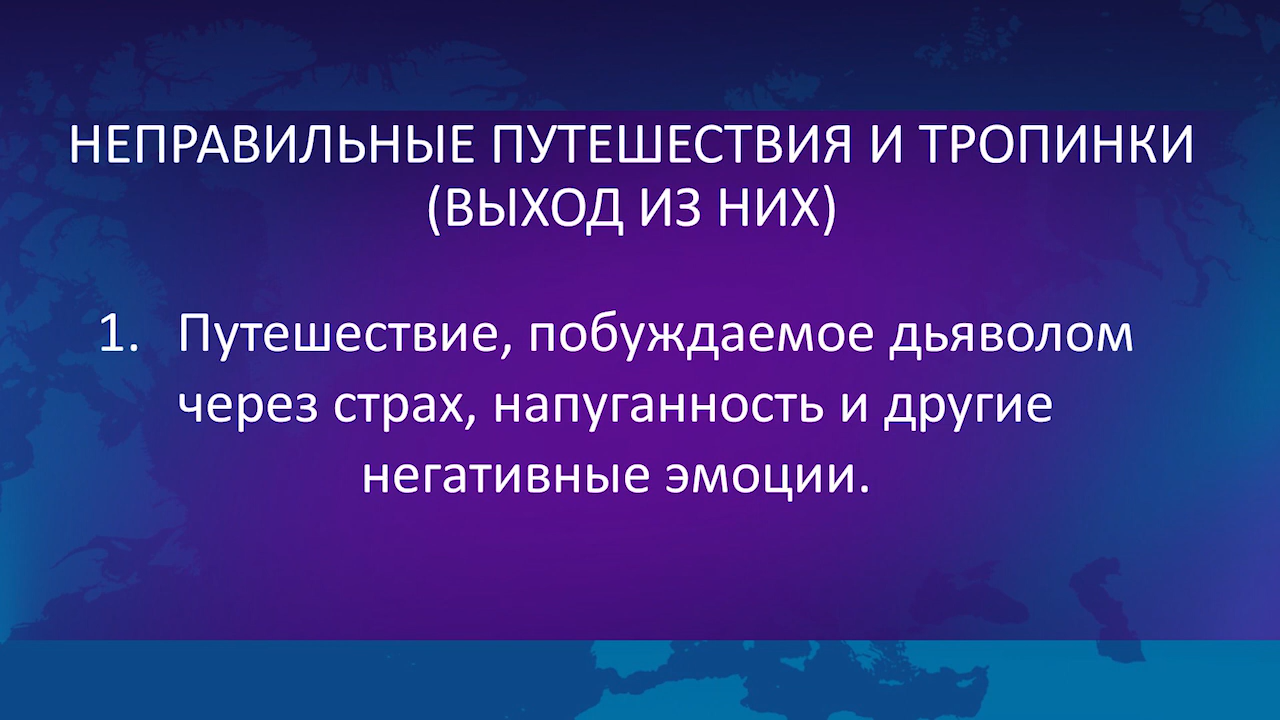 НЕПРАВИЛЬНЫЕ ПУТЕШЕСТВИЯ И ТРОПИНКИ
(ВЫХОД ИЗ НИХ)
1. Путешествие, побуждаемое дьяволом
через страх, напуганность и другие
негативные эмоции.